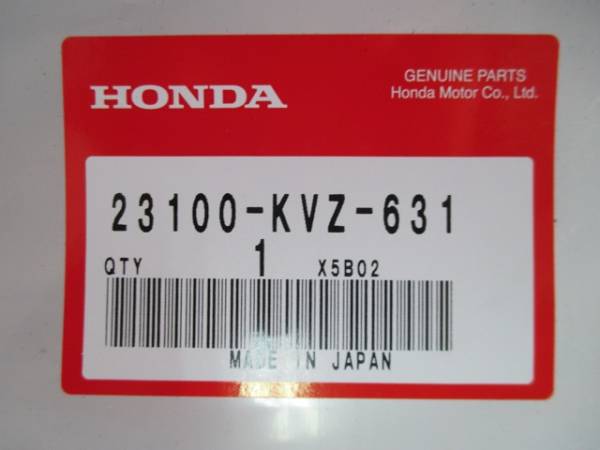 HONDA
GENUINE PARTS
Honda Motor Co., Ltd.
23100-KVZ-631
QTY 1 X5B02
MADE IN JAPAN